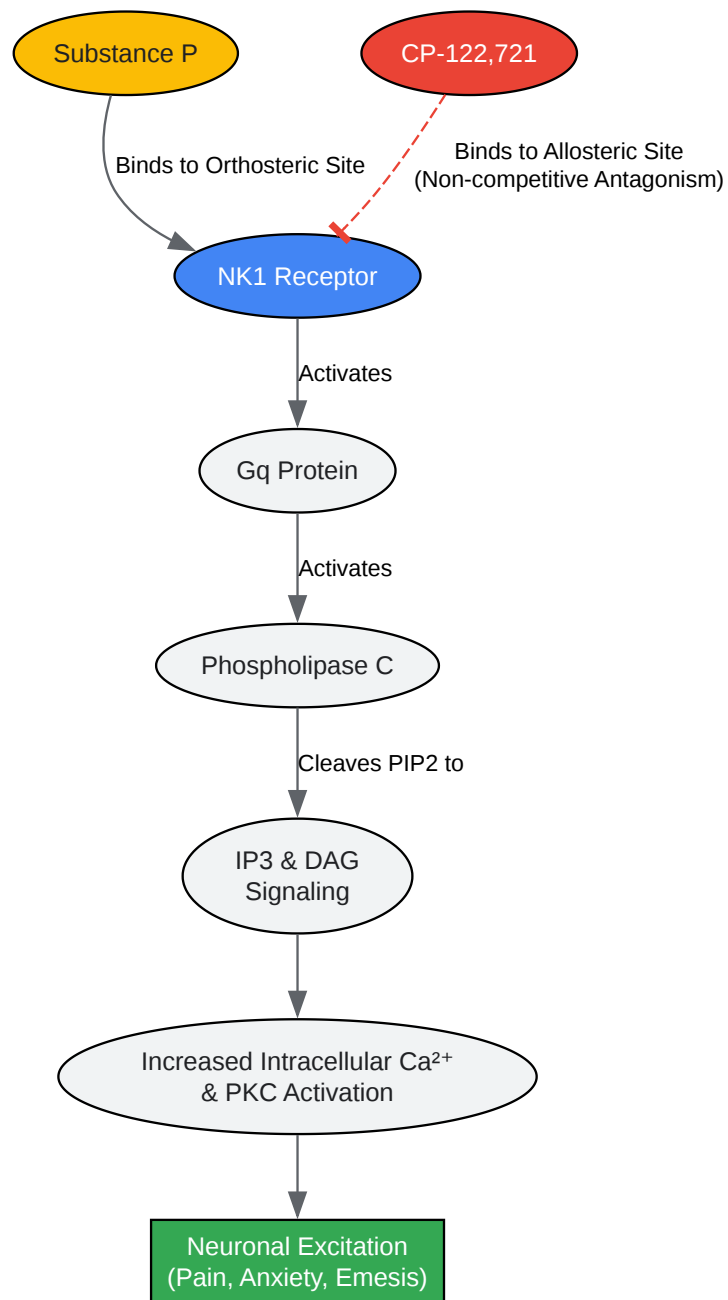 Substance P
CP-122,721
Binds to Orthosteric Site
Binds to Allosteric Site
(Non-competitive Antagonism)
NK1 Receptor
Activates
Gq Protein
Activates
Phospholipase C
Cleaves PIP2 to
IP3 & DAG
Signaling
Increased Intracellular Ca²⁺
& PKC Activation
Neuronal Excitation
(Pain, Anxiety, Emesis)